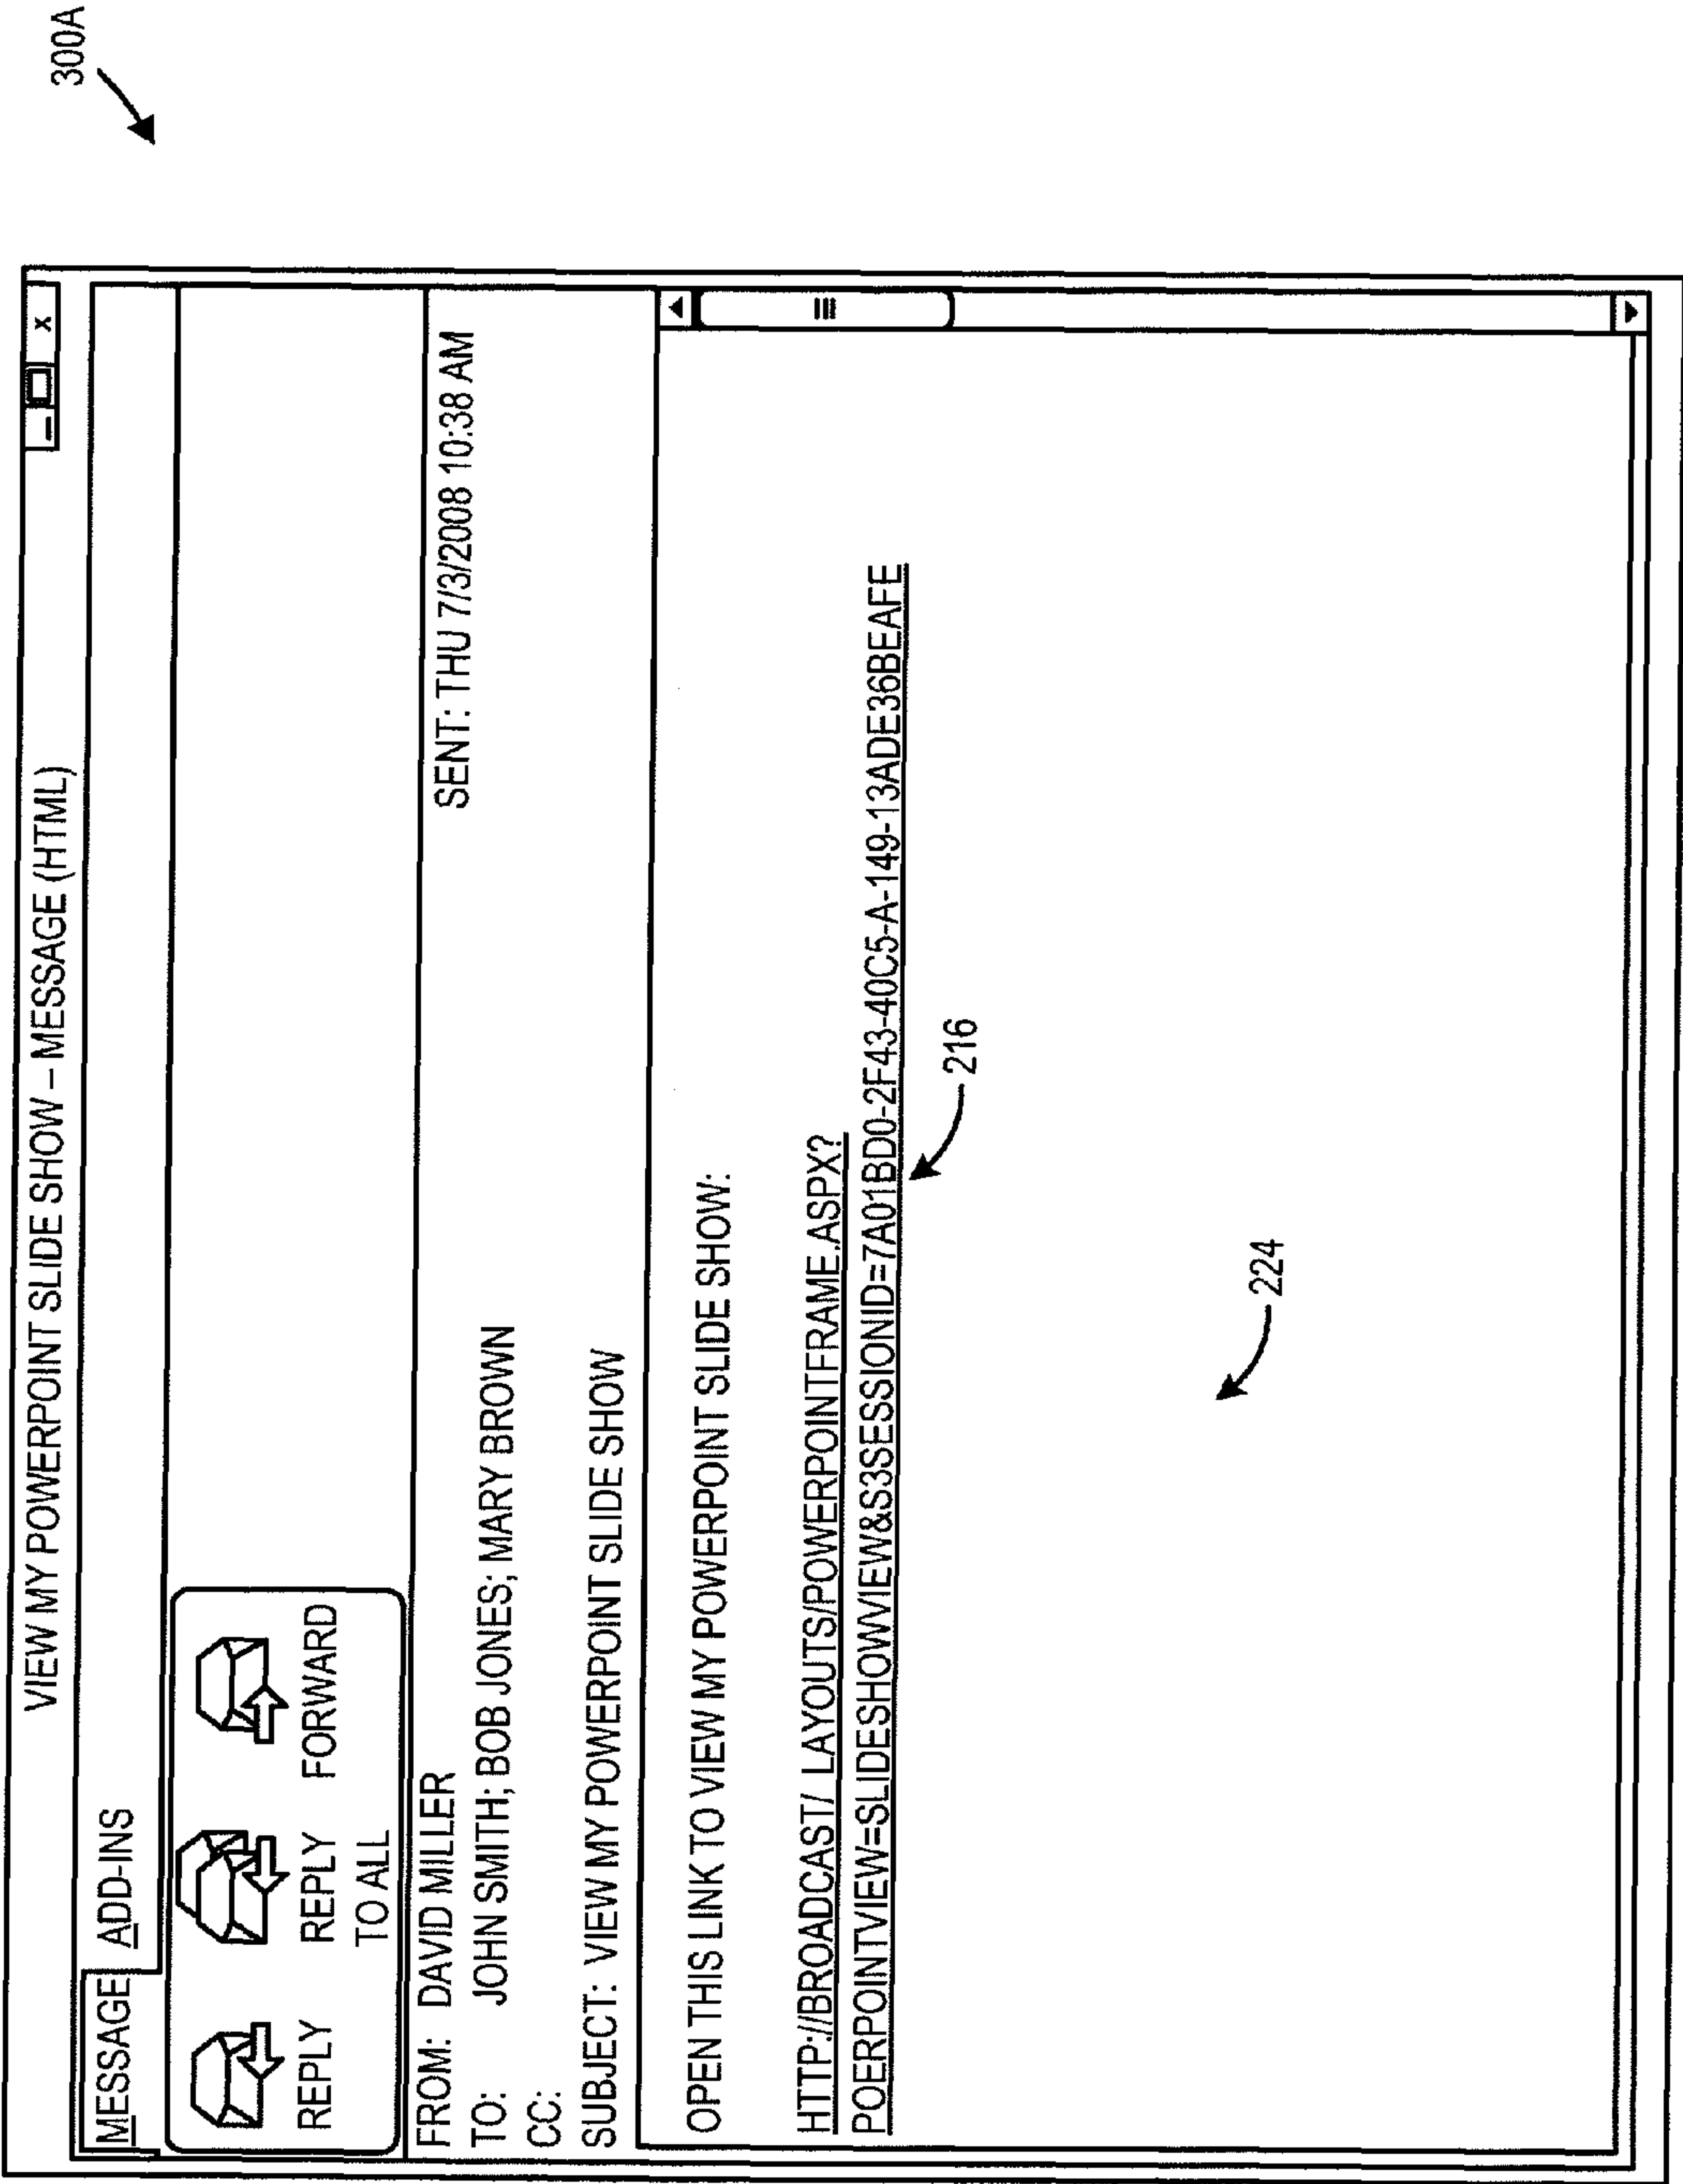 300A
VIEW MY POWERPOINT SLIDE SHOW – MESSAGE (HTML)
_ X
MESSAGE ADD-INS
REPLY REPLY TO ALL FORWARD
FROM: DAVID MILLER SENT: THU 7/3/2008 10:38 AM
TO: JOHN SMITH; BOB JONES; MARY BROWN
CC:
SUBJECT: VIEW MY POWERPOINT SLIDE SHOW
OPEN THIS LINK TO VIEW MY POWERPOINT SLIDE SHOW:
HTTP://BROADCAST/ LAYOUTS/POWERPOINTFRAME.ASPX?
POERPOINTVIEW=SLIDESHOWVIEW&S3SESSIONID=7A01BD0-2F43-40C5-A-149-13ADE36BEAFE
216
224